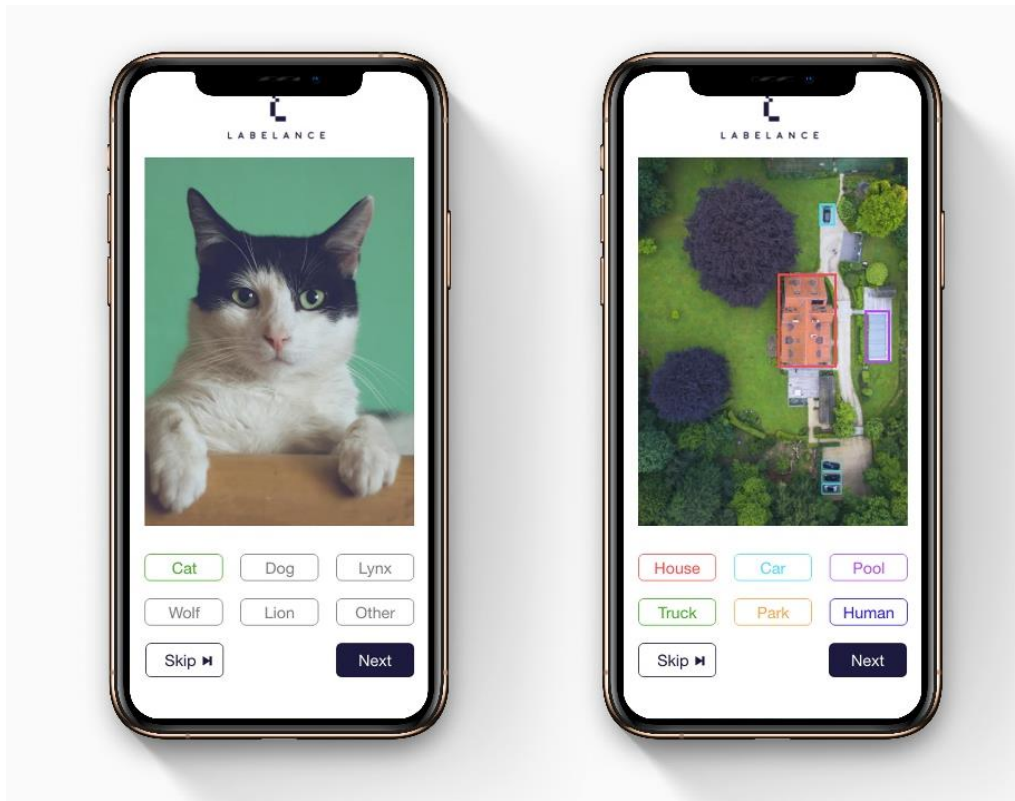 LABELANCE
Cat
Dog
Lynx
Wolf
Lion
Other
Skip
Next
LABELANCE
House
Car
Pool
Truck
Park
Human
Skip
Next